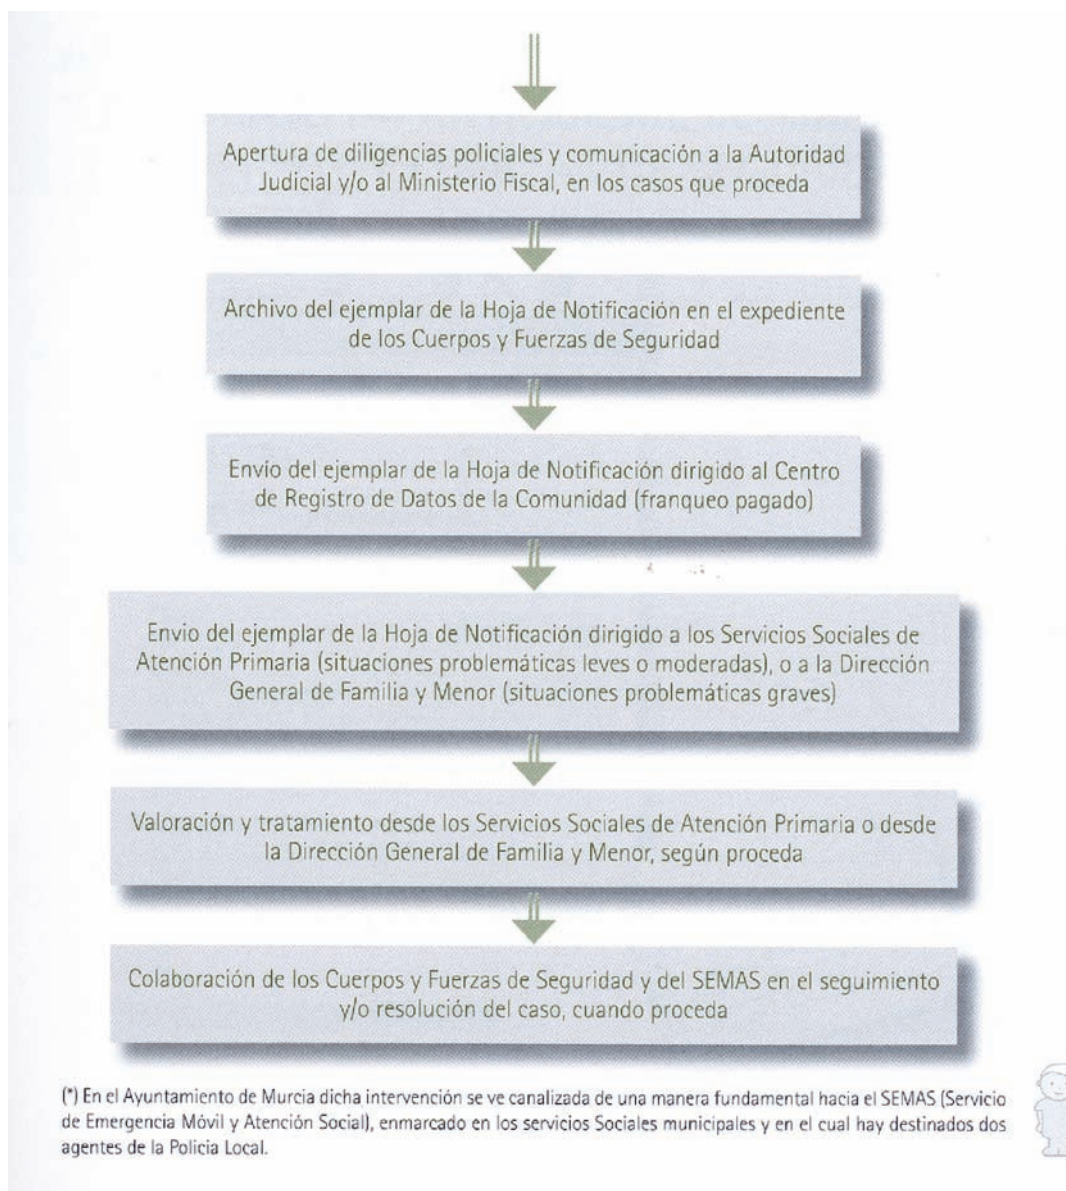 Apertura de diligencias policiales y comunicación a la Autoridad
Judicial y/o al Ministerio Fiscal, en los casos que proceda
Archivo del ejemplar de la Hoja de Notificación en el expediente
de los Cuerpos y Fuerzas de Seguridad
Envío del ejemplar de la Hoja de Notificación dirigido al Centro
de Registro de Datos de la Comunidad (franqueo pagado)
Envio del ejemplar de la Hoja de Notificación dirigido a los Servicios Sociales de
Atención Primaria (situaciones problemáticas leves o moderadas), o a la Dirección
General de Familia y Menor (situaciones problemáticas graves)
Valoración y tratamiento desde los Servicios Sociales de Atención Primaria o desde
la Dirección General de Familia y Menor, según proceda
Colaboración de los Cuerpos y Fuerzas de Seguridad y del SEMAS en el seguimiento
y/o resolución del caso, cuando proceda
(*) En el Ayuntamiento de Murcia dicha intervención se ve canalizada de una manera fundamental hacia el SEMAS (Servicio
de Emergencia Móvil y Atención Social), enmarcado en los servicios Sociales municipales y en el cual hay destinados dos
agentes de la Policia Local.